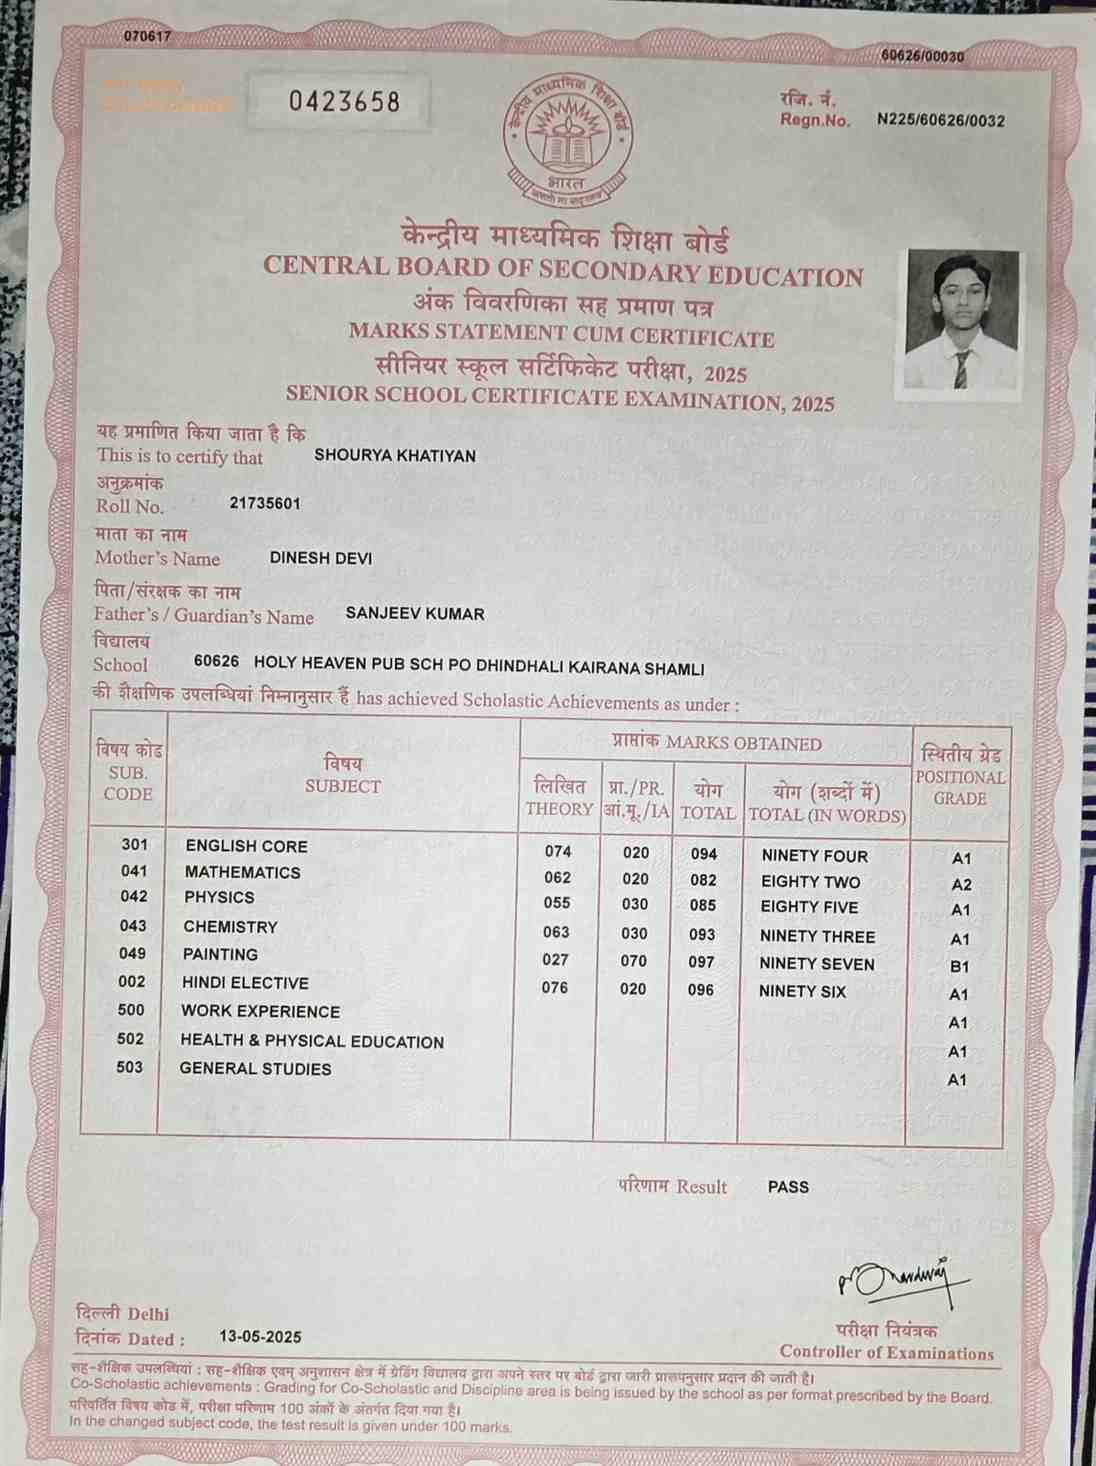 070617
60626/00030
0423658
रजि. नं.
Regn.No. N225/60626/0032
केन्द्रीय माध्यमिक शिक्षा बोर्ड
भारत
केन्द्रीय माध्यमिक शिक्षा बोर्ड
CENTRAL BOARD OF SECONDARY EDUCATION
अंक विवरणिका सह प्रमाण पत्र
MARKS STATEMENT CUM CERTIFICATE
सीनियर स्कूल सर्टिफिकेट परीक्षा, 2025
SENIOR SCHOOL CERTIFICATE EXAMINATION, 2025
यह प्रमाणित किया जाता है कि
This is to certify that SHOURYA KHATIYAN
अनुक्रमांक
Roll No. 21735601
माता का नाम
Mother's Name DINESH DEVI
पिता/संरक्षक का नाम
Father's / Guardian's Name SANJEEV KUMAR
विद्यालय
School 60626 HOLY HEAVEN PUB SCH PO DHINDHALI KAIRANA SHAMLI
की शैक्षणिक उपलब्धियां निम्नानुसार हैं has achieved Scholastic Achievements as under :
विषय कोड SUB. CODE
विषय SUBJECT
प्राप्तांक MARKS OBTAINED
लिखित THEORY
प्रा./PR. आं.मू./IA
योग TOTAL
योग (शब्दों में) TOTAL (IN WORDS)
स्थितीय ग्रेड POSITIONAL GRADE
301 ENGLISH CORE 074 020 094 NINETY FOUR A1
041 MATHEMATICS 062 020 082 EIGHTY TWO A2
042 PHYSICS 055 030 085 EIGHTY FIVE A1
043 CHEMISTRY 063 030 093 NINETY THREE A1
049 PAINTING 027 070 097 NINETY SEVEN B1
002 HINDI ELECTIVE 076 020 096 NINETY SIX A1
500 WORK EXPERIENCE A1
502 HEALTH & PHYSICAL EDUCATION A1
503 GENERAL STUDIES A1
परिणाम Result PASS
दिल्ली Delhi
दिनांक Dated : 13-05-2025
परीक्षा नियंत्रक
Controller of Examinations
सह-शैक्षिक उपलब्धियां : सह-शैक्षिक एवम् अनुशासन क्षेत्र में ग्रेडिंग विद्यालय द्वारा अपने स्तर पर बोर्ड द्वारा जारी प्रारूपनुसार प्रदान की जाती है।
Co-Scholastic achievements : Grading for Co-Scholastic and Discipline area is being issued by the school as per format prescribed by the Board.
परिवर्तित विषय कोड में, परीक्षा परिणाम 100 अंकों के अंतर्गत दिया गया है।
In the changed subject code, the test result is given under 100 marks.